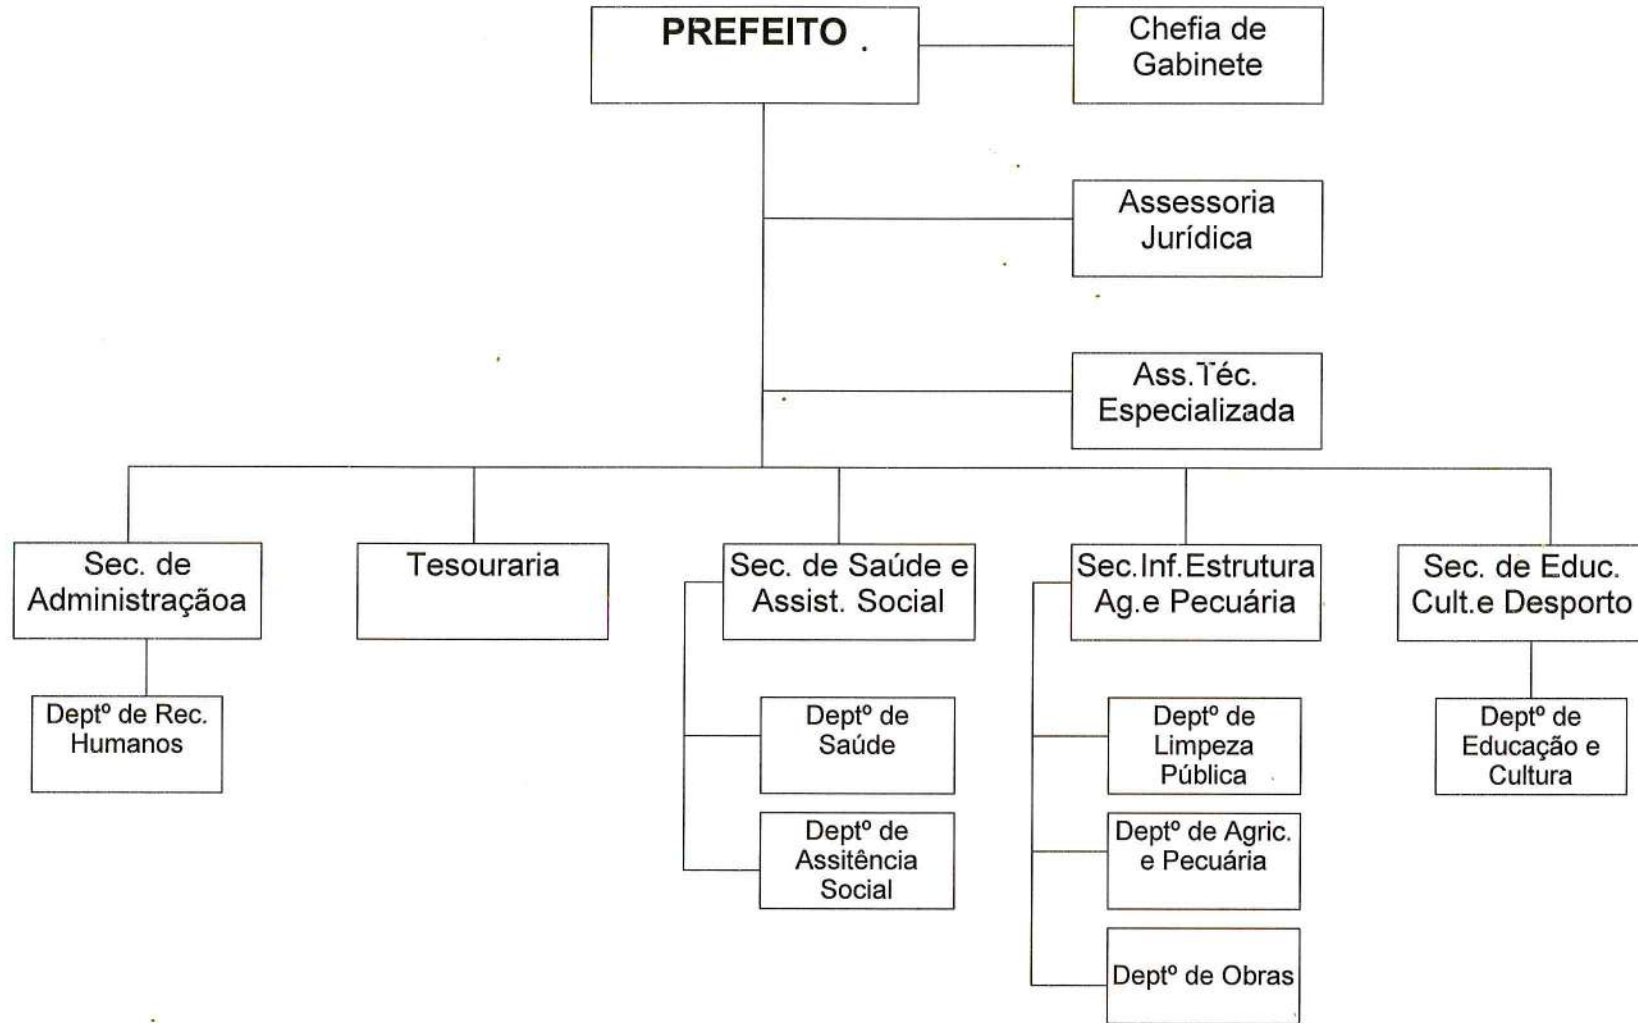 PREFEITO
Chefia de
Gabinete
Assessoria
Jurídica
Ass.Téc.
Especializada
Sec. de
Administraçãoa
Tesouraria
Sec. de Saúde e
Assist. Social
Sec.Inf.Estrutura
Ag.e Pecuária
Sec. de Educ.
Cult.e Desporto
Deptº de Rec.
Humanos
Deptº de
Saúde
Deptº de
Limpeza
Pública
Deptº de
Educação e
Cultura
Deptº de
Assitência
Social
Deptº de Agric.
e Pecuária
Deptº de Obras